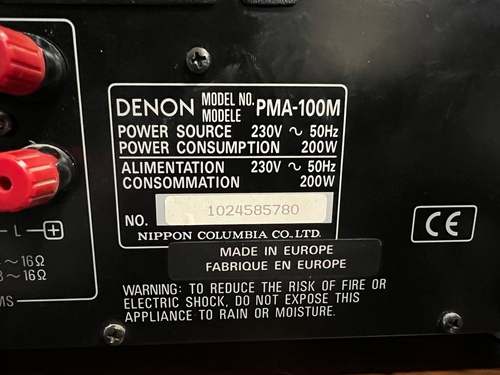 DENON MODEL NO. MODELE PMA-100M
POWER SOURCE 230V ~ 50Hz
POWER CONSUMPTION 200W
ALIMENTATION 230V ~ 50Hz
CONSOMMATION 200W
NO. 1024585780
NIPPON COLUMBIA CO.,LTD.
CE
MADE IN EUROPE
FABRIQUE EN EUROPE
WARNING: TO REDUCE THE RISK OF FIRE OR
ELECTRIC SHOCK, DO NOT EXPOSE THIS
APPLIANCE TO RAIN OR MOISTURE.
L +
~ 16Ω
~ 16Ω
MS